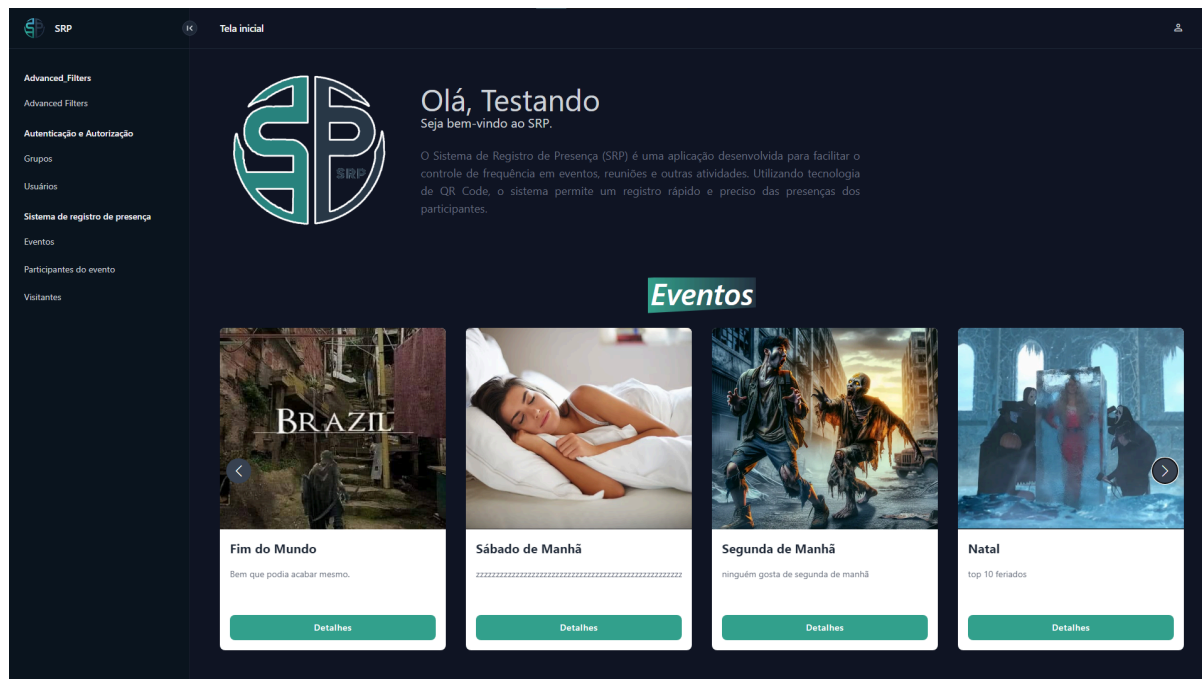 SRP
Tela inicial
Advanced_Filters
Advanced Filters
Autenticação e Autorização
Grupos
Usuários
Sistema de registro de presença
Eventos
Participantes do evento
Visitantes
SRP
Olá, Testando
Seja bem-vindo ao SRP.
O Sistema de Registro de Presença (SRP) é uma aplicação desenvolvida para facilitar o
controle de frequência em eventos, reuniões e outras atividades. Utilizando tecnologia
de QR Code, o sistema permite um registro rápido e preciso das presenças dos
participantes.
Eventos
BRAZIL
Fim do Mundo
Bem que podia acabar mesmo.
Detalhes
Sábado de Manhã
zzzzzzzzzzzzzzzzzzzzzzzzzzzzzzzzzzzzzzzzzzzzzzzzzzzz
Detalhes
Segunda de Manhã
ninguém gosta de segunda de manhã
Detalhes
Natal
top 10 feriados
Detalhes